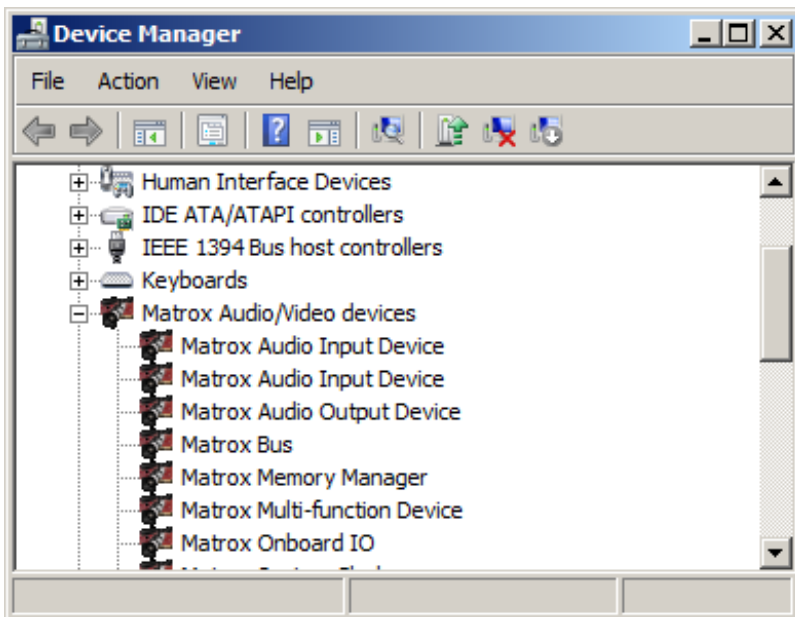 Device Manager
File Action View Help
Human Interface Devices
IDE ATA/ATAPI controllers
IEEE 1394 Bus host controllers
Keyboards
Matrox Audio/Video devices
Matrox Audio Input Device
Matrox Audio Input Device
Matrox Audio Output Device
Matrox Bus
Matrox Memory Manager
Matrox Multi-function Device
Matrox Onboard IO